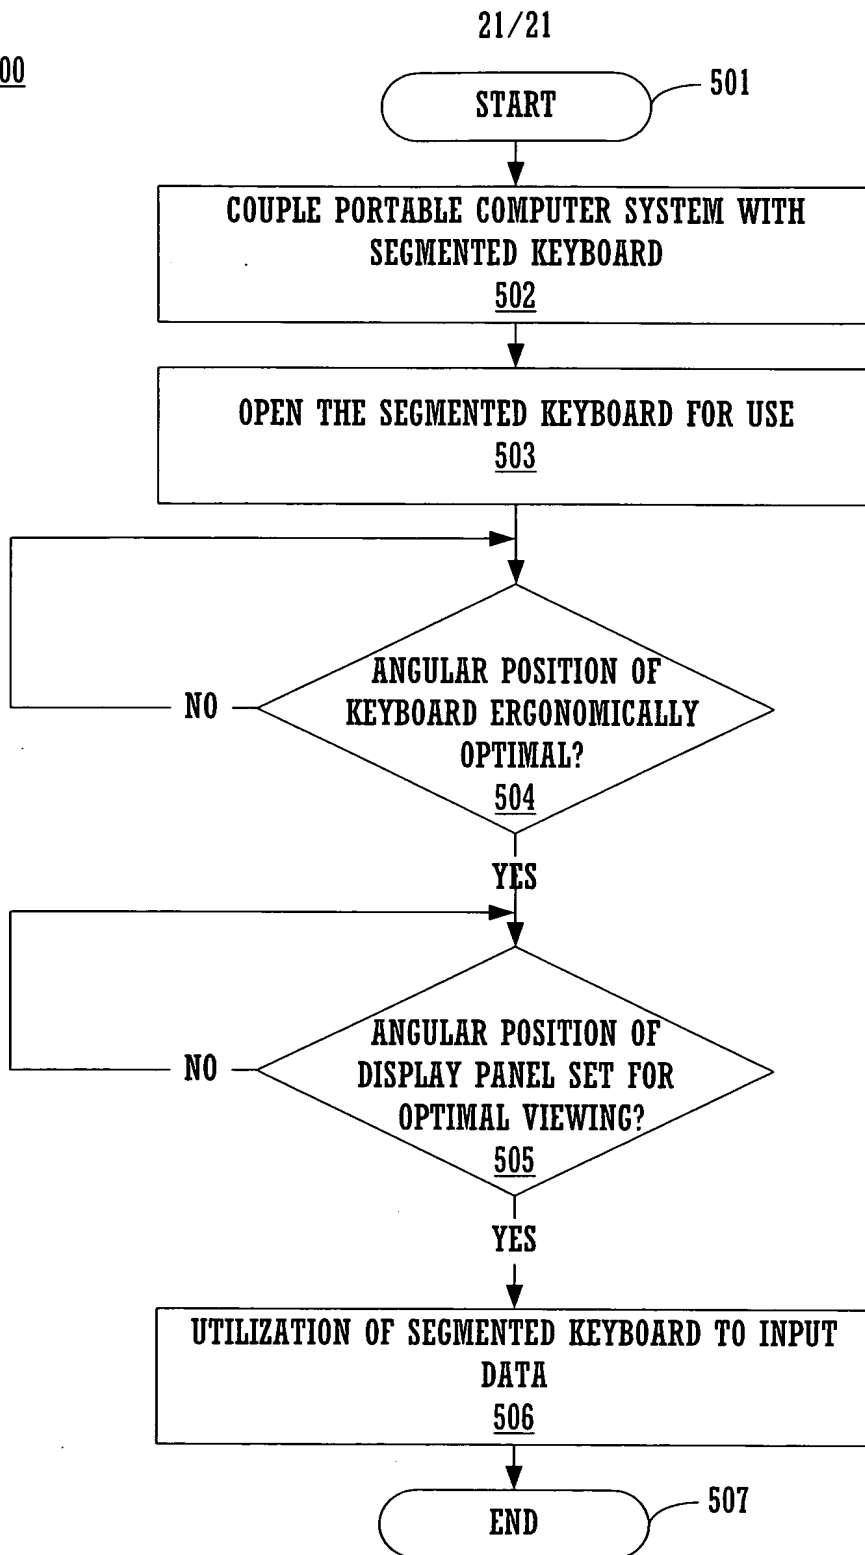 21/21
00
START
501
COUPLE PORTABLE COMPUTER SYSTEM WITH
SEGMENTED KEYBOARD
502
OPEN THE SEGMENTED KEYBOARD FOR USE
503
ANGULAR POSITION OF
KEYBOARD ERGONOMICALLY
OPTIMAL?
504
NO
YES
ANGULAR POSITION OF
DISPLAY PANEL SET FOR
OPTIMAL VIEWING?
505
NO
YES
UTILIZATION OF SEGMENTED KEYBOARD TO INPUT
DATA
506
END
507